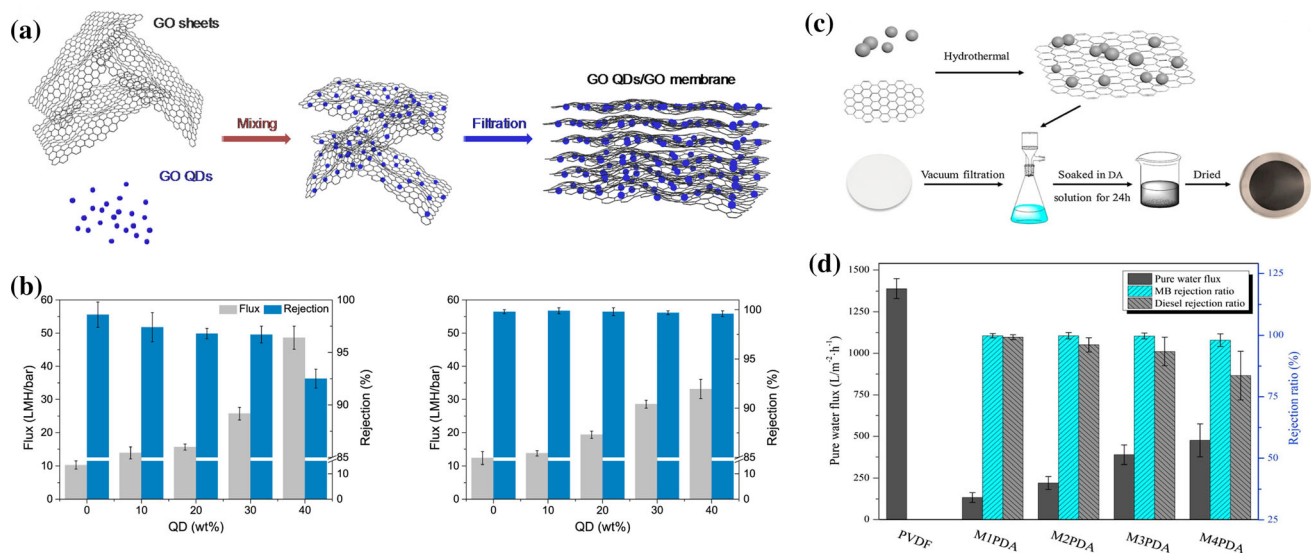 (a)
GO sheets
GO QDs
Mixing
Filtration
GO QDs/GO membrane
(b)
60
50
40
30
20
10
10
0
Flux (LMH/bar)
Flux
Rejection
100
95
90
85
10
0
Rejection (%)
0 10 20 30 40
QD (wt%)
60
50
40
30
20
10
10
0
Flux (LMH/bar)
100
95
90
85
10
0
Rejection (%)
0 10 20 30 40
QD (wt%)
(c)
Hydrothermal
Vacuum filtration
Soaked in DA
solution for 24h
Dried
(d)
1500
1250
1000
750
500
250
0
Pure water flux (L/m⁻²·h⁻¹)
Pure water flux
MB rejection ratio
Diesel rejection ratio
125
100
75
50
25
Rejection ratio (%)
PVDF M1PDA M2PDA M3PDA M4PDA